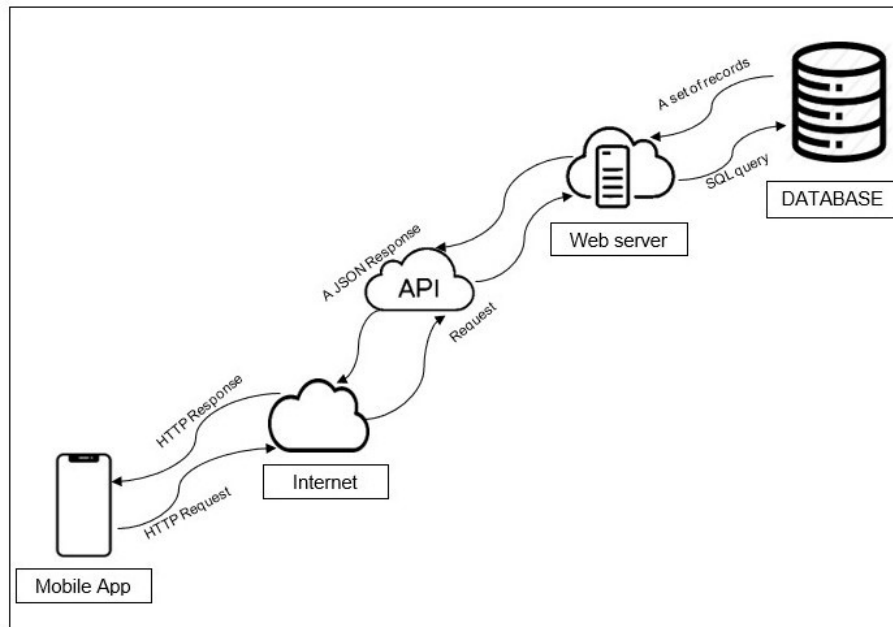 A set of records
SQL query
DATABASE
Web server
A JSON Response
API
Request
HTTP Response
Internet
HTTP Request
Mobile App